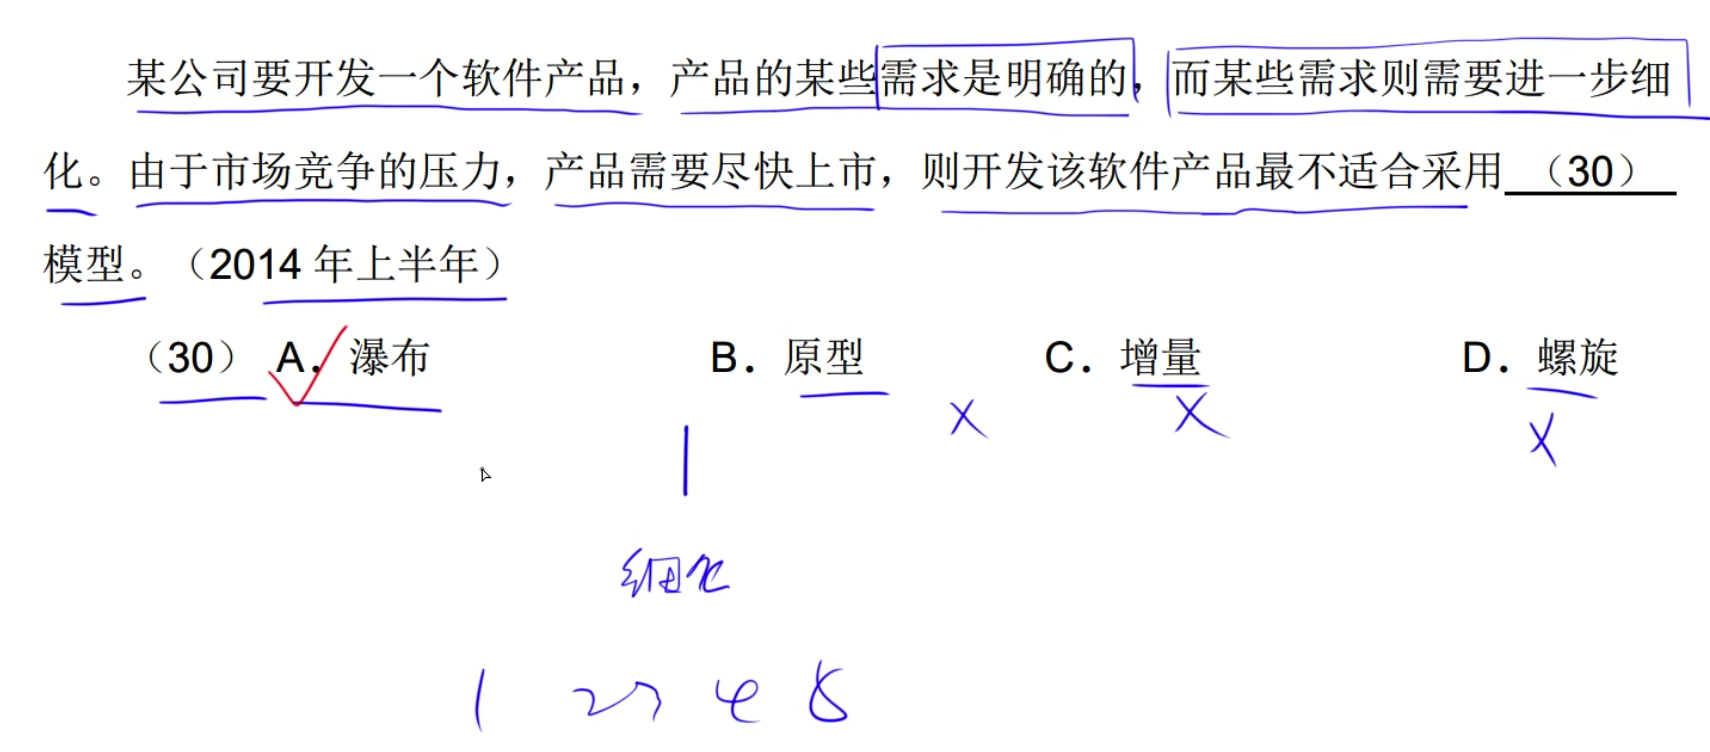 某公司要开发一个软件产品，产品的某些需求是明确的，而某些需求则需要进一步细
化。由于市场竞争的压力，产品需要尽快上市，则开发该软件产品最不适合采用（30）
模型。（2014 年上半年）
（30） A．瀑布 B．原型 C．增量 D．螺旋
细化
1 2 3 4 5